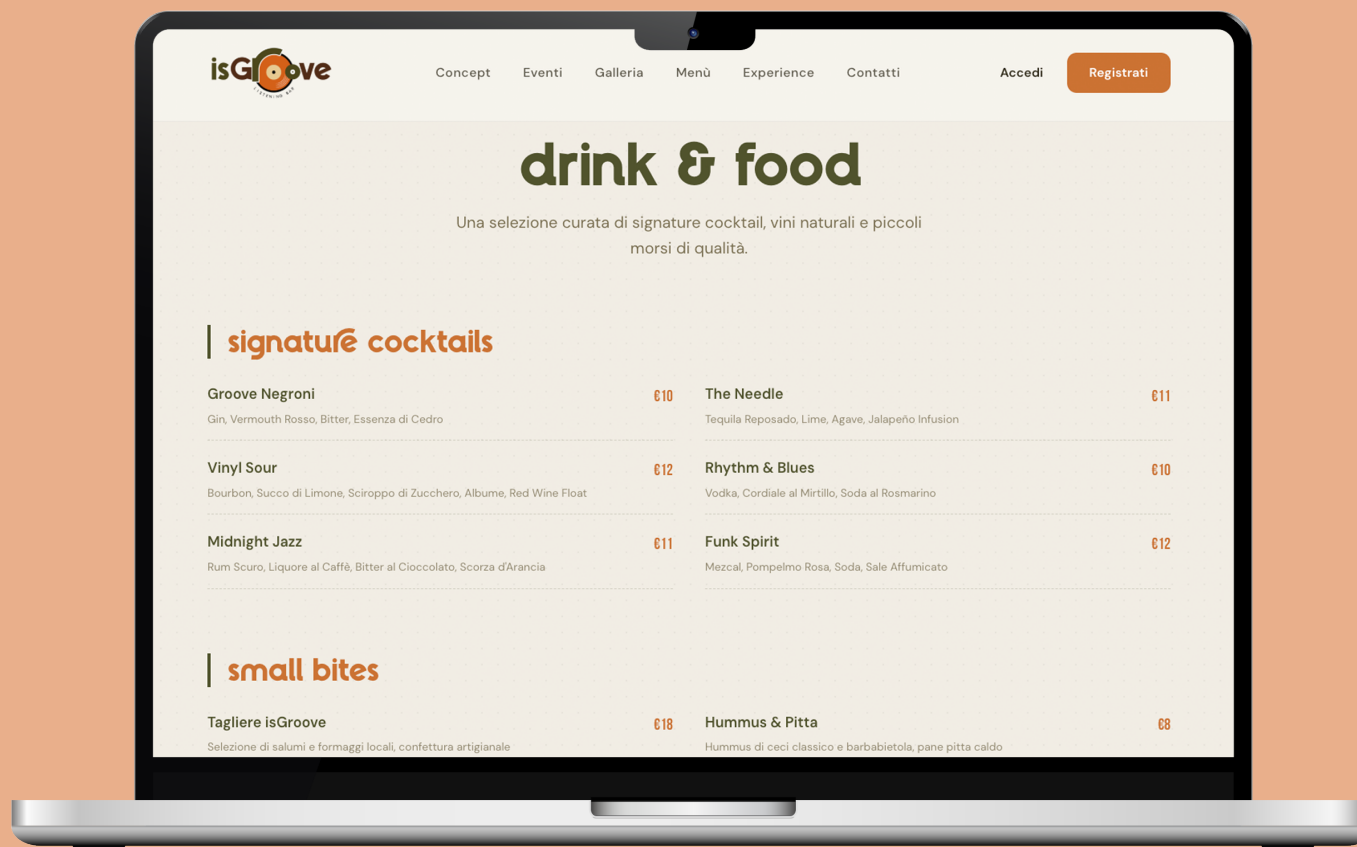 isGroove
LISTENING BAR
Concept
Eventi
Galleria
Menù
Experience
Contatti
Accedi
Registrati
drink & food
Una selezione curata di signature cocktail, vini naturali e piccoli
morsi di qualità.
signature cocktails
Groove Negroni
€10
Gin, Vermouth Rosso, Bitter, Essenza di Cedro
The Needle
€11
Tequila Reposado, Lime, Agave, Jalapeño Infusion
Vinyl Sour
€12
Bourbon, Succo di Limone, Sciroppo di Zucchero, Albume, Red Wine Float
Rhythm & Blues
€10
Vodka, Cordiale al Mirtillo, Soda al Rosmarino
Midnight Jazz
€11
Rum Scuro, Liquore al Caffè, Bitter al Cioccolato, Scorza d'Arancia
Funk Spirit
€12
Mezcal, Pompelmo Rosa, Soda, Sale Affumicato
small bites
Tagliere isGroove
€18
Selezione di salumi e formaggi locali, confettura artigianale
Hummus & Pitta
€8
Hummus di ceci classico e barbabietola, pane pitta caldo